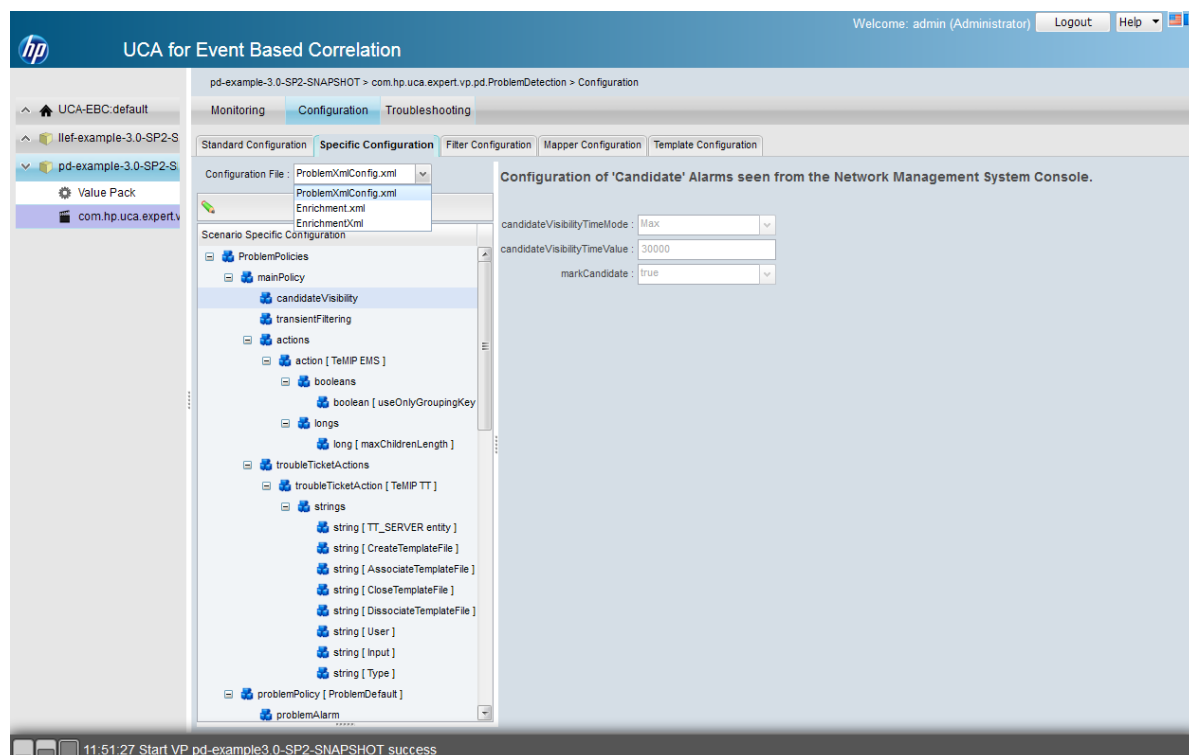 Welcome: admin (Administrator) Logout Help
hp UCA for Event Based Correlation
pd-example-3.0-SP2-SNAPSHOT > com.hp.uca.expert.vp.pd.ProblemDetection > Configuration
UCA-EBC:default
llef-example-3.0-SP2-S
pd-example-3.0-SP2-S
Value Pack
com.hp.uca.expert.v
Monitoring Configuration Troubleshooting
Standard Configuration Specific Configuration Filter Configuration Mapper Configuration Template Configuration
Configuration File : ProblemXmlConfig.xml
ProblemXmlConfig.xml
Enrichment.xml
EnrichmentXml
Scenario Specific Configuration
ProblemPolicies
mainPolicy
candidateVisibility
transientFiltering
actions
action [ TeMIP EMS ]
booleans
boolean [ useOnlyGroupingKey
longs
long [ maxChildrenLength ]
troubleTicketActions
troubleTicketAction [ TeMIP TT ]
strings
string [ TT_SERVER entity ]
string [ CreateTemplateFile ]
string [ AssociateTemplateFile ]
string [ CloseTemplateFile ]
string [ DissociateTemplateFile ]
string [ User ]
string [ Input ]
string [ Type ]
problemPolicy [ ProblemDefault ]
problemAlarm
Configuration of 'Candidate' Alarms seen from the Network Management System Console.
candidateVisibilityTimeMode : Max
candidateVisibilityTimeValue : 30000
markCandidate : true
11:51:27 Start VP pd-example3.0-SP2-SNAPSHOT success